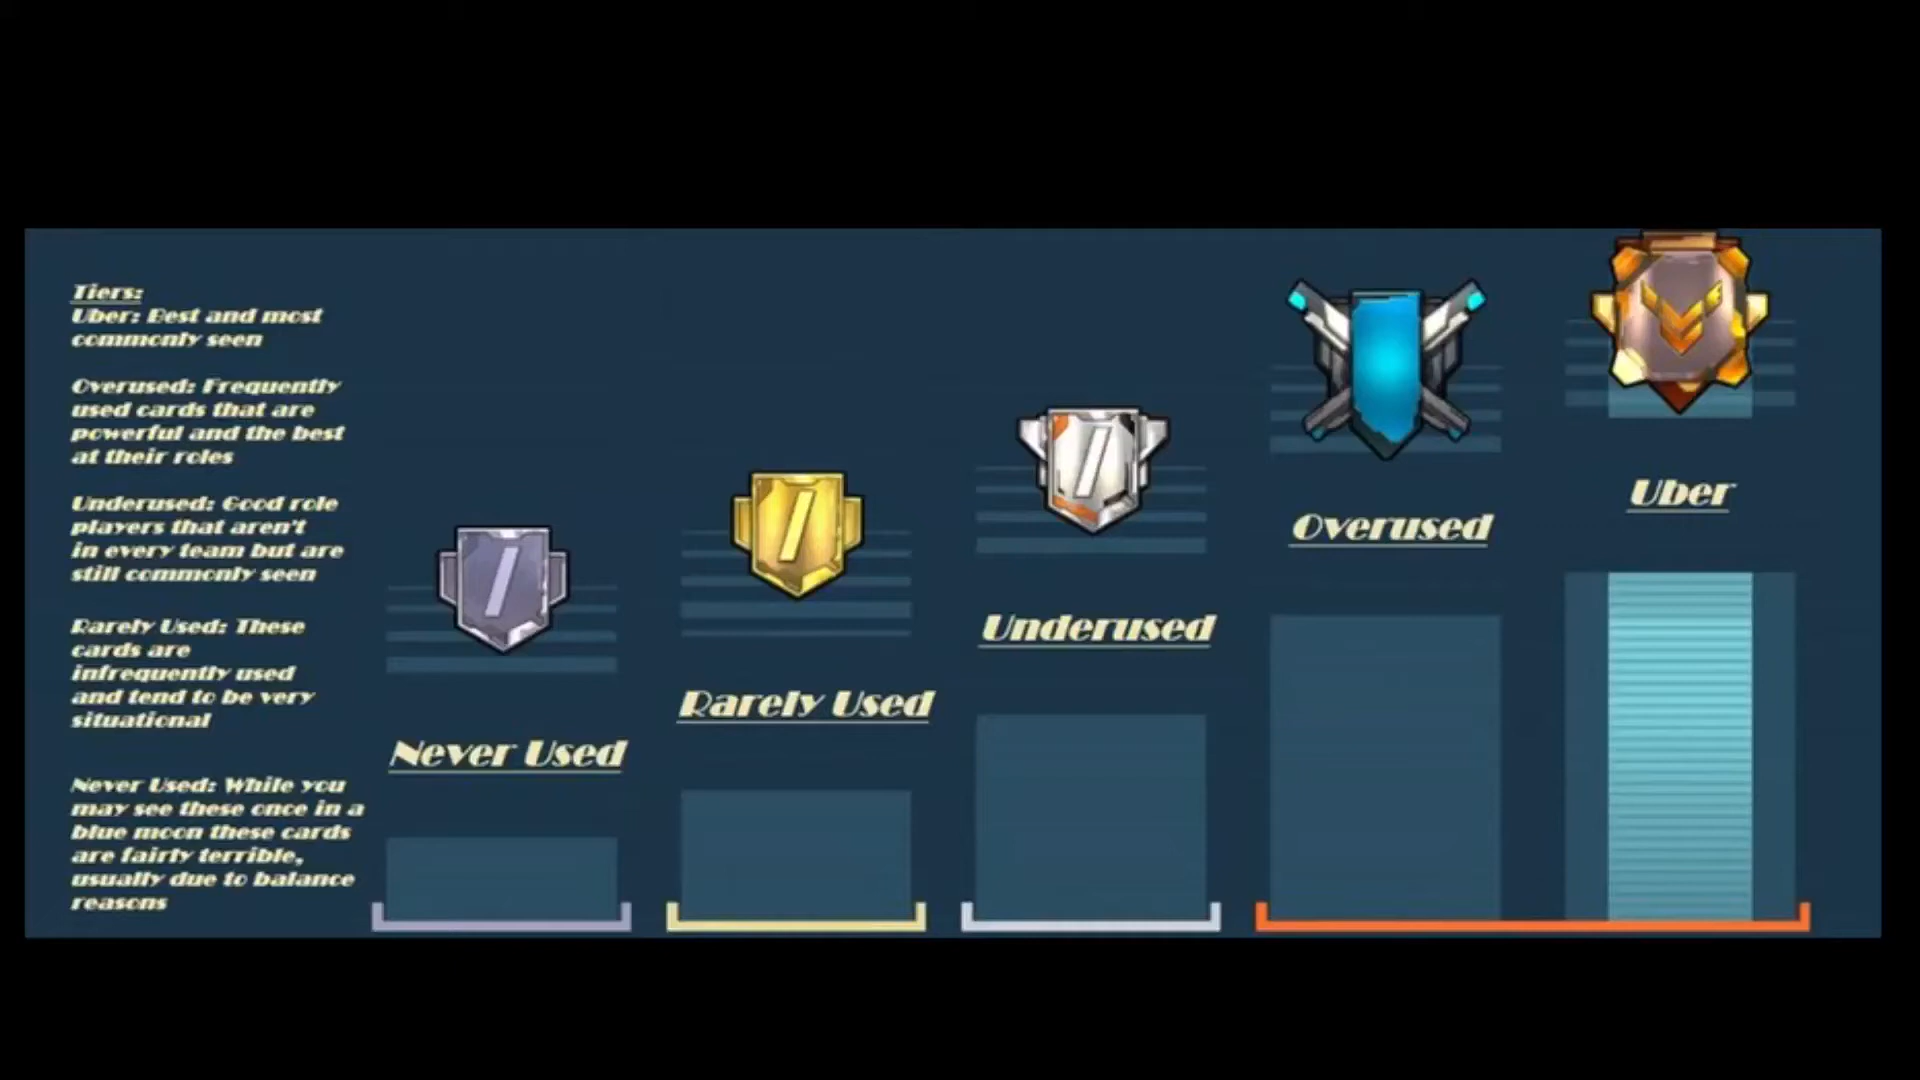 Tiers:
Uber: Best and most
commonly seen
Overused: Frequently
used cards that are
powerful and the best
at their roles
Underused: Good role
players that aren't
in every team but are
still commonly seen
Rarely Used: These
cards are
infrequently used
and tend to be very
situational
Never Used: While you
may see these once in a
blue moon these cards
are fairly terrible,
usually due to balance
reasons
Never Used
Rarely Used
Underused
Overused
Uber